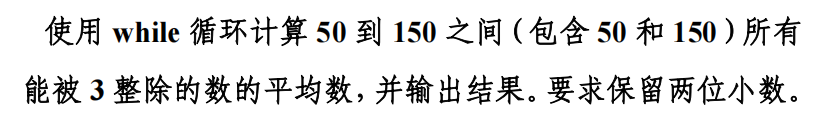 使用 while 循环计算 50 到 150 之间（包含 50 和 150）所有
能被 3 整除的数的平均数，并输出结果。要求保留两位小数。